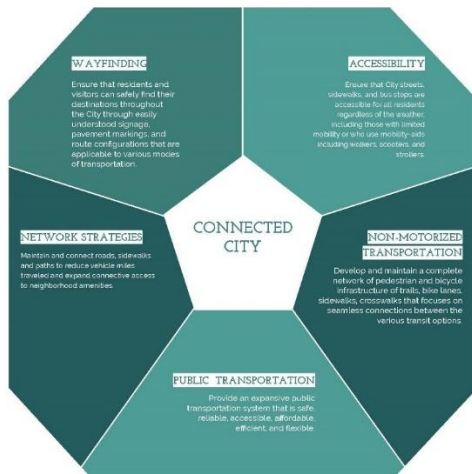 WAYFINDING
Ensure that residents and
visitors can safely find their
destinations throughout
the City through easily
understood signage,
pavement markings, and
route configurations that are
applicable to various modes
of transportation.
ACCESSIBILITY
Ensure that City streets,
sidewalks, and bus stops are
accessible for all residents
regardless of the weather,
including those with limited
mobility or who use mobility-aids
including walkers, scooters, and
strollers.
CONNECTED
CITY
NETWORK STRATEGIES
Maintain and connect roads, sidewalks
and paths to reduce vehicle miles
traveled and expand connective access
to neighborhood amenities.
NON-MOTORIZED
TRANSPORTATION
Develop and maintain a complete
network of pedestrian and bicycle
infrastructure of trails, bike lanes,
sidewalks, crosswalks that focuses on
seamless connections between the
various transit options.
PUBLIC TRANSPORTATION
Provide an expansive public
transportation system that is safe,
reliable, accessible, affordable,
efficient, and flexible.